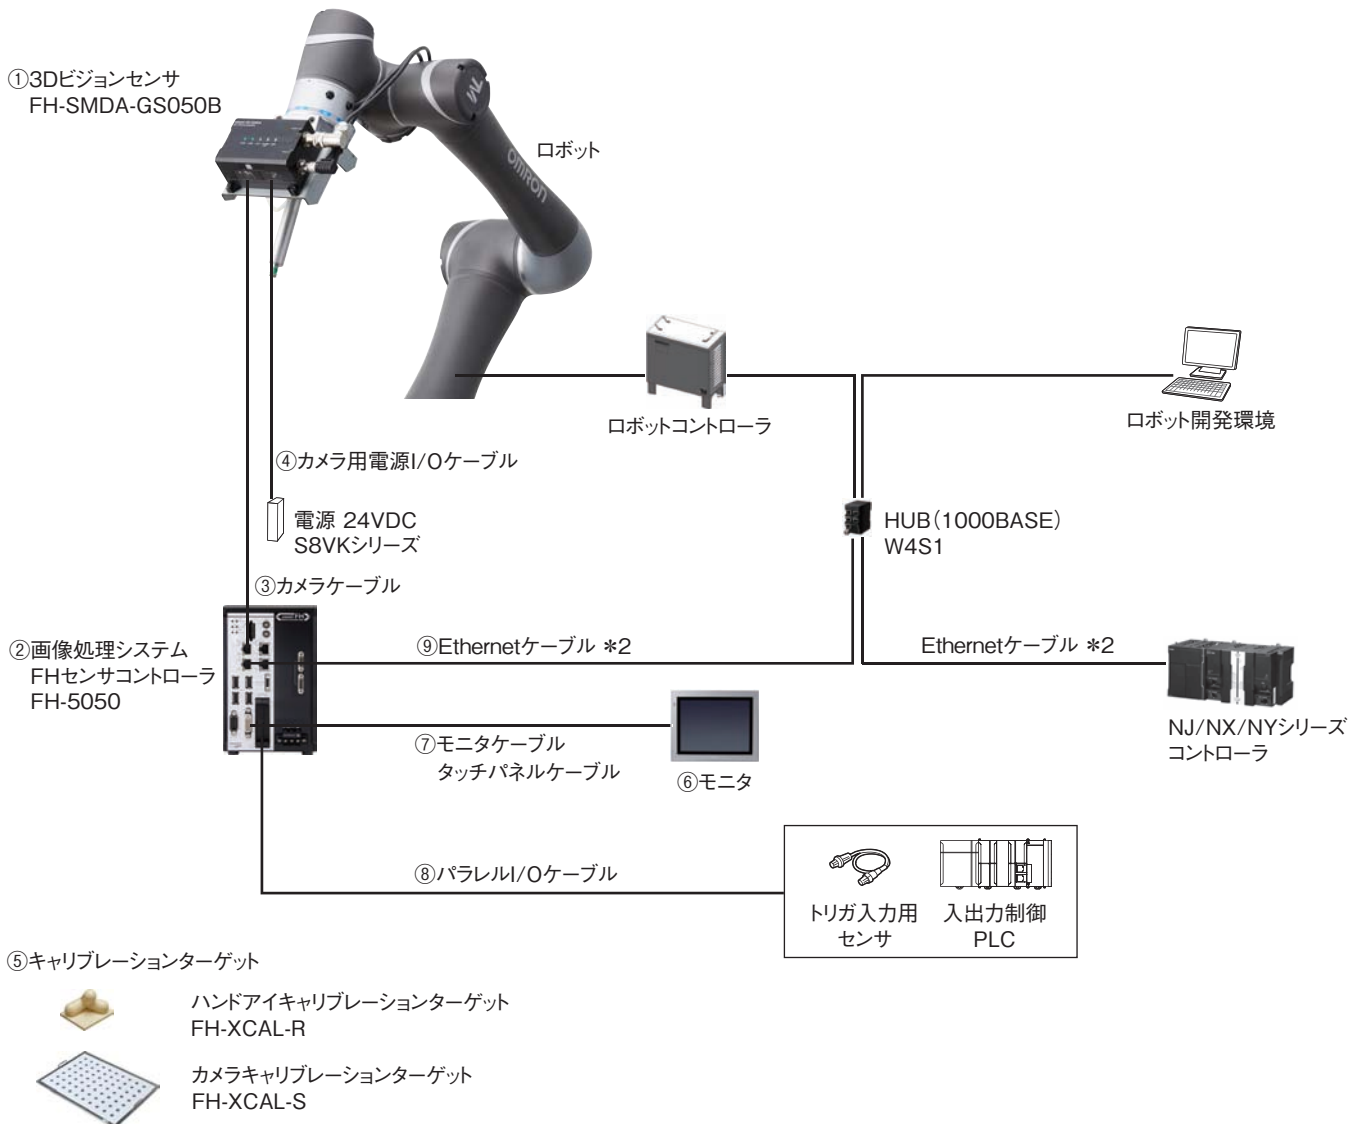 ①3Dビジョンセンサ
FH-SMDA-GS050B
OMRON
ロボット
ロボットコントローラ
ロボット開発環境
④カメラ用電源I/Oケーブル
電源 24VDC
S8VKシリーズ
HUB(1000BASE)
W4S1
③カメラケーブル
②画像処理システム
FHセンサコントローラ
FH-5050
⑨Ethernetケーブル *2
Ethernetケーブル *2
NJ/NX/NYシリーズ
コントローラ
⑦モニタケーブル
タッチパネルケーブル
⑥モニタ
⑧パラレルI/Oケーブル
トリガ入力用
センサ
入出力制御
PLC
⑤キャリブレーションターゲット
ハンドアイキャリブレーションターゲット
FH-XCAL-R
カメラキャリブレーションターゲット
FH-XCAL-S